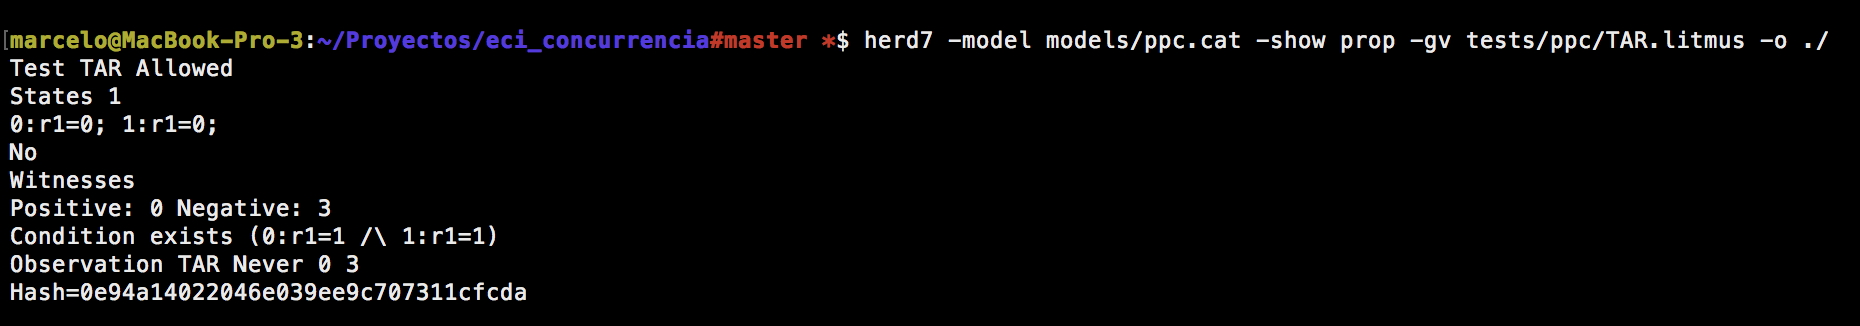 [marcelo@MacBook-Pro-3:~/Proyectos/eci_concurrencia#master *$ herd7 -model models/ppc.cat -show prop -gv tests/ppc/TAR.litmus -o ./
Test TAR Allowed
States 1
0:r1=0; 1:r1=0;
No
Witnesses
Positive: 0 Negative: 3
Condition exists (0:r1=1 /\ 1:r1=1)
Observation TAR Never 0 3
Hash=0e94a14022046e039ee9c707311cfcda